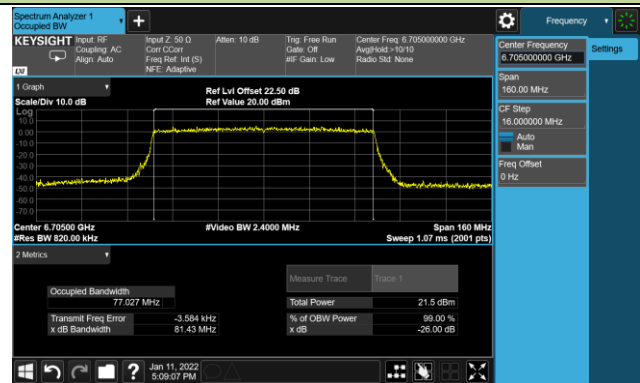 Spectrum Analyzer 1
Occupied BW
Frequency
KEYSIGHT
Input: RF
Coupling: AC
Align: Auto
Input Z: 50 Ω
Corr CCorr
Freq Ref: Int (S)
NFE: Adaptive
Atten: 10 dB
Trig: Free Run
Gate: Off
#IF Gain: Low
Center Freq: 6.705000000 GHz
Avg|Hold:>10/10
Radio Std: None
Center Frequency
6.705000000 GHz
Settings
Span
160.00 MHz
CF Step
16.000000 MHz
Auto
Man
Freq Offset
0 Hz
1 Graph
Scale/Div 10.0 dB
Ref Lvl Offset 22.50 dB
Ref Value 20.00 dBm
Log
10.0
0.00
-10.0
-20.0
-30.0
-40.0
-50.0
-60.0
-70.0
Center 6.70500 GHz
#Res BW 820.00 kHz
#Video BW 2.4000 MHz
Span 160 MHz
Sweep 1.07 ms (2001 pts)
2 Metrics
Measure Trace
Trace 1
Occupied Bandwidth
77.027 MHz
Total Power
21.5 dBm
Transmit Freq Error
-3.584 kHz
% of OBW Power
99.00 %
x dB Bandwidth
81.43 MHz
x dB
-26.00 dB
?
Jan 11, 2022
5:09:07 PM